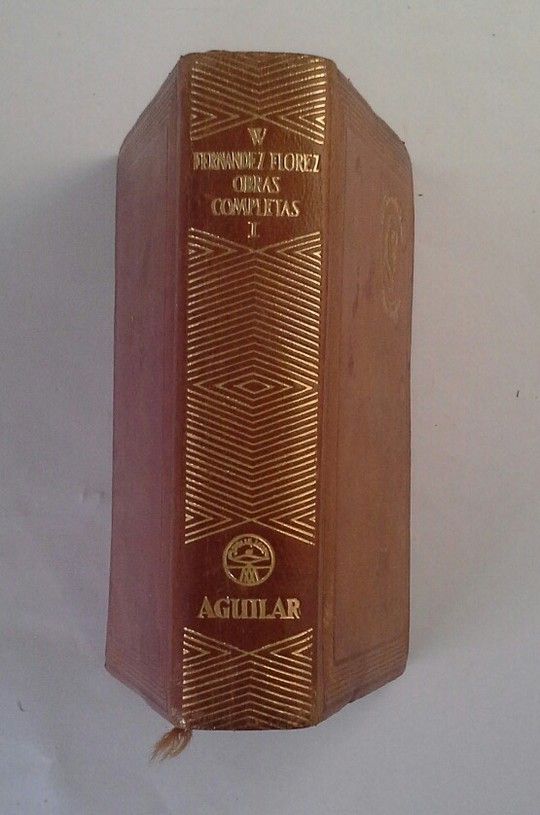 W
FERNANDEZ FLOREZ
OBRAS
COMPLETAS
I
AGUILAR